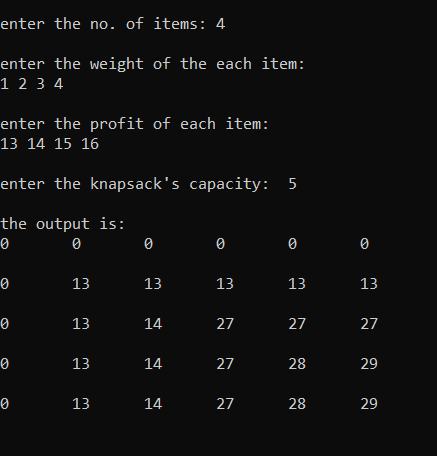 enter the no. of items: 4
enter the weight of the each item:
1 2 3 4
enter the profit of each item:
13 14 15 16
enter the knapsack's capacity:  5
the output is:
0 0 0 0 0 0
0 13 13 13 13 13
0 13 14 27 27 27
0 13 14 27 28 29
0 13 14 27 28 29